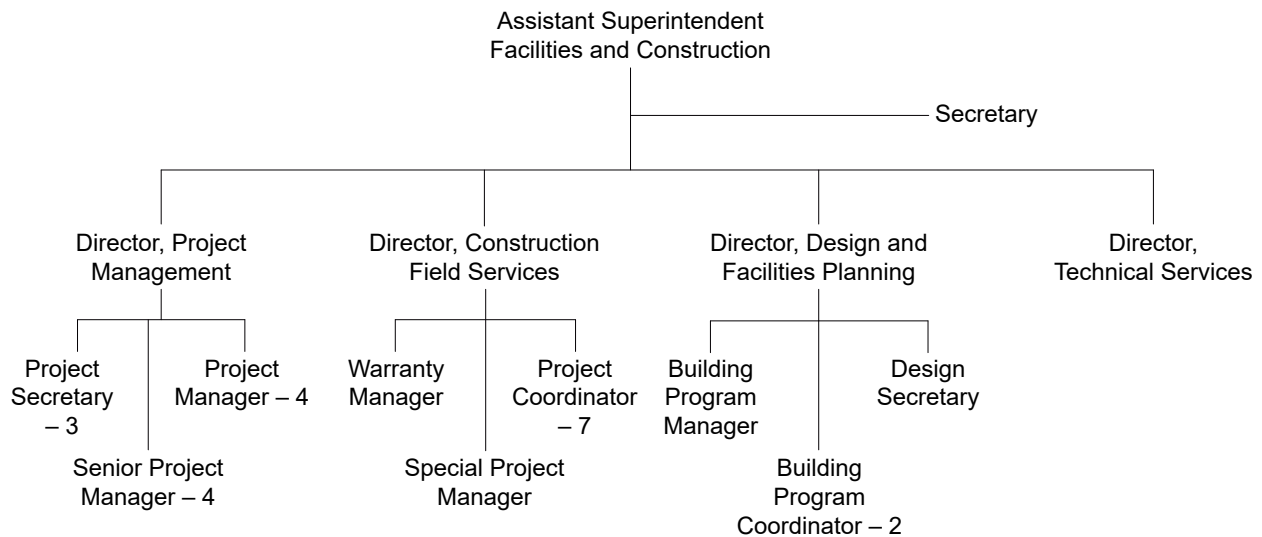 Assistant Superintendent
Facilities and Construction
Secretary
Director, Project
Management
Director, Construction
Field Services
Director, Design and
Facilities Planning
Director,
Technical Services
Project
Secretary
– 3
Senior Project
Manager – 4
Project
Manager – 4
Warranty
Manager
Special Project
Manager
Project
Coordinator
– 7
Building
Program
Manager
Building
Program
Coordinator – 2
Design
Secretary